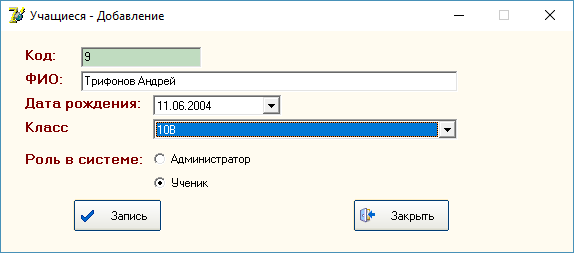 Учащиеся - Добавление
Код: 9
ФИО: Трифонов Андрей
Дата рождения: 11.06.2004
Класс 10В
Роль в системе: Администратор
Ученик
Запись Закрыть